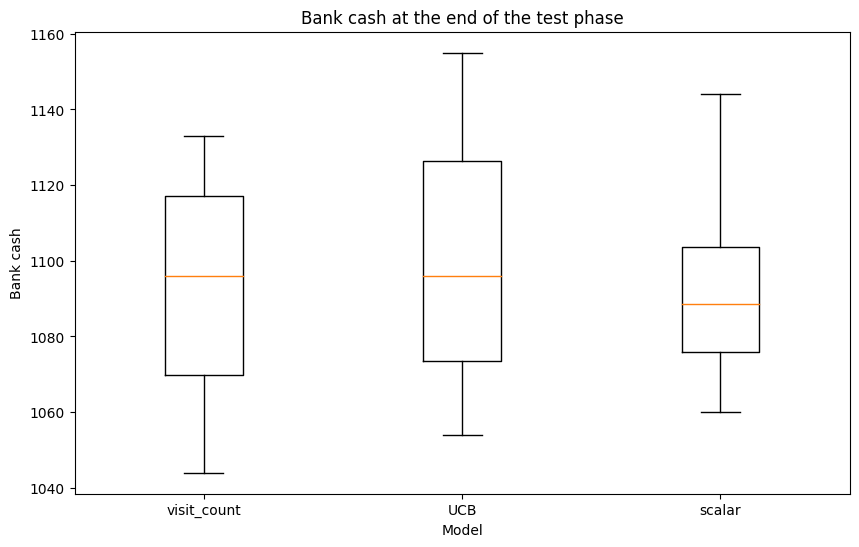 Bank cash at the end of the test phase
1160
1140
1120
1100
1080
1060
1040
Bank cash
visit_count
UCB
scalar
Model